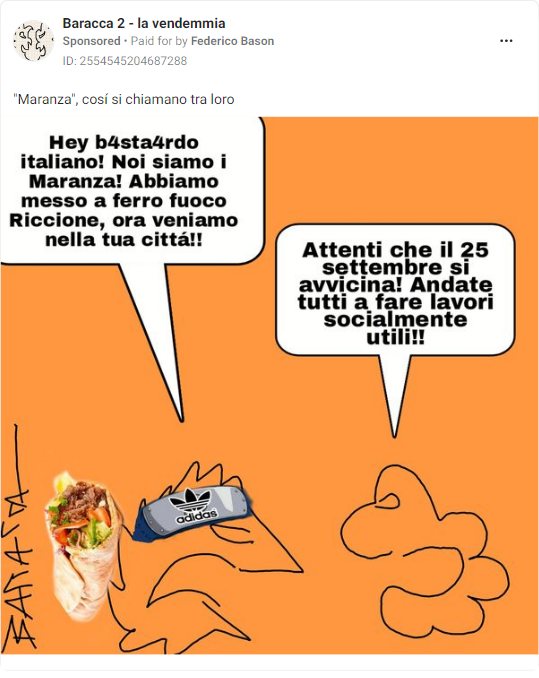 Baracca 2 - la vendemmia
Sponsored • Paid for by Federico Bason
ID: 2554545204687288
"Maranza", cosí si chiamano tra loro
Hey b4sta4rdo
italiano! Noi siamo i
Maranza! Abbiamo
messo a ferro fuoco
Riccione, ora veniamo
nella tua cittá!!
Attenti che il 25
settembre si
avvicina! Andate
tutti a fare lavori
socialmente
utili!!
adidas